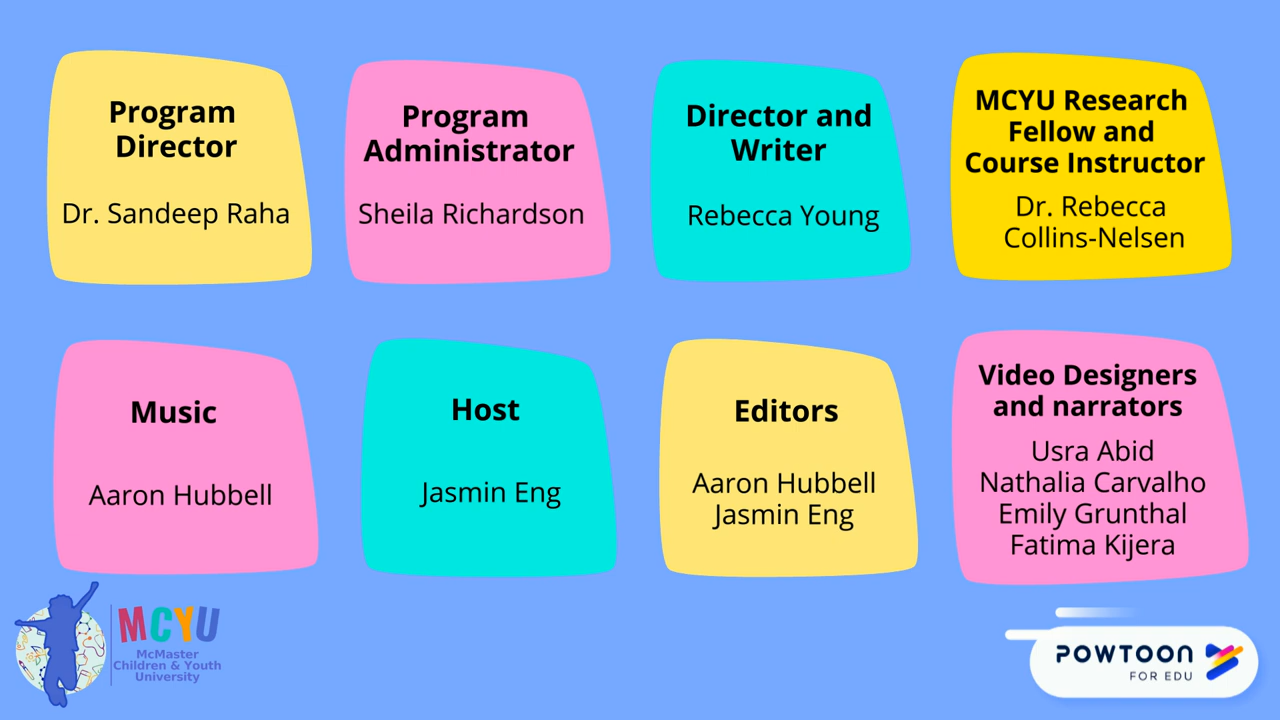 Program
Director
Dr. Sandeep Raha
Program
Administrator
Sheila Richardson
Director and
Writer
Rebecca Young
MCYU Research
Fellow and
Course Instructor
Dr. Rebecca
Collins-Nelsen
Music
Aaron Hubbell
Host
Jasmin Eng
Editors
Aaron Hubbell
Jasmin Eng
Video Designers
and narrators
Usra Abid
Nathalia Carvalho
Emily Grunthal
Fatima Kijera
MCYU
McMaster
Children & Youth
University
POWTOON
FOR EDU